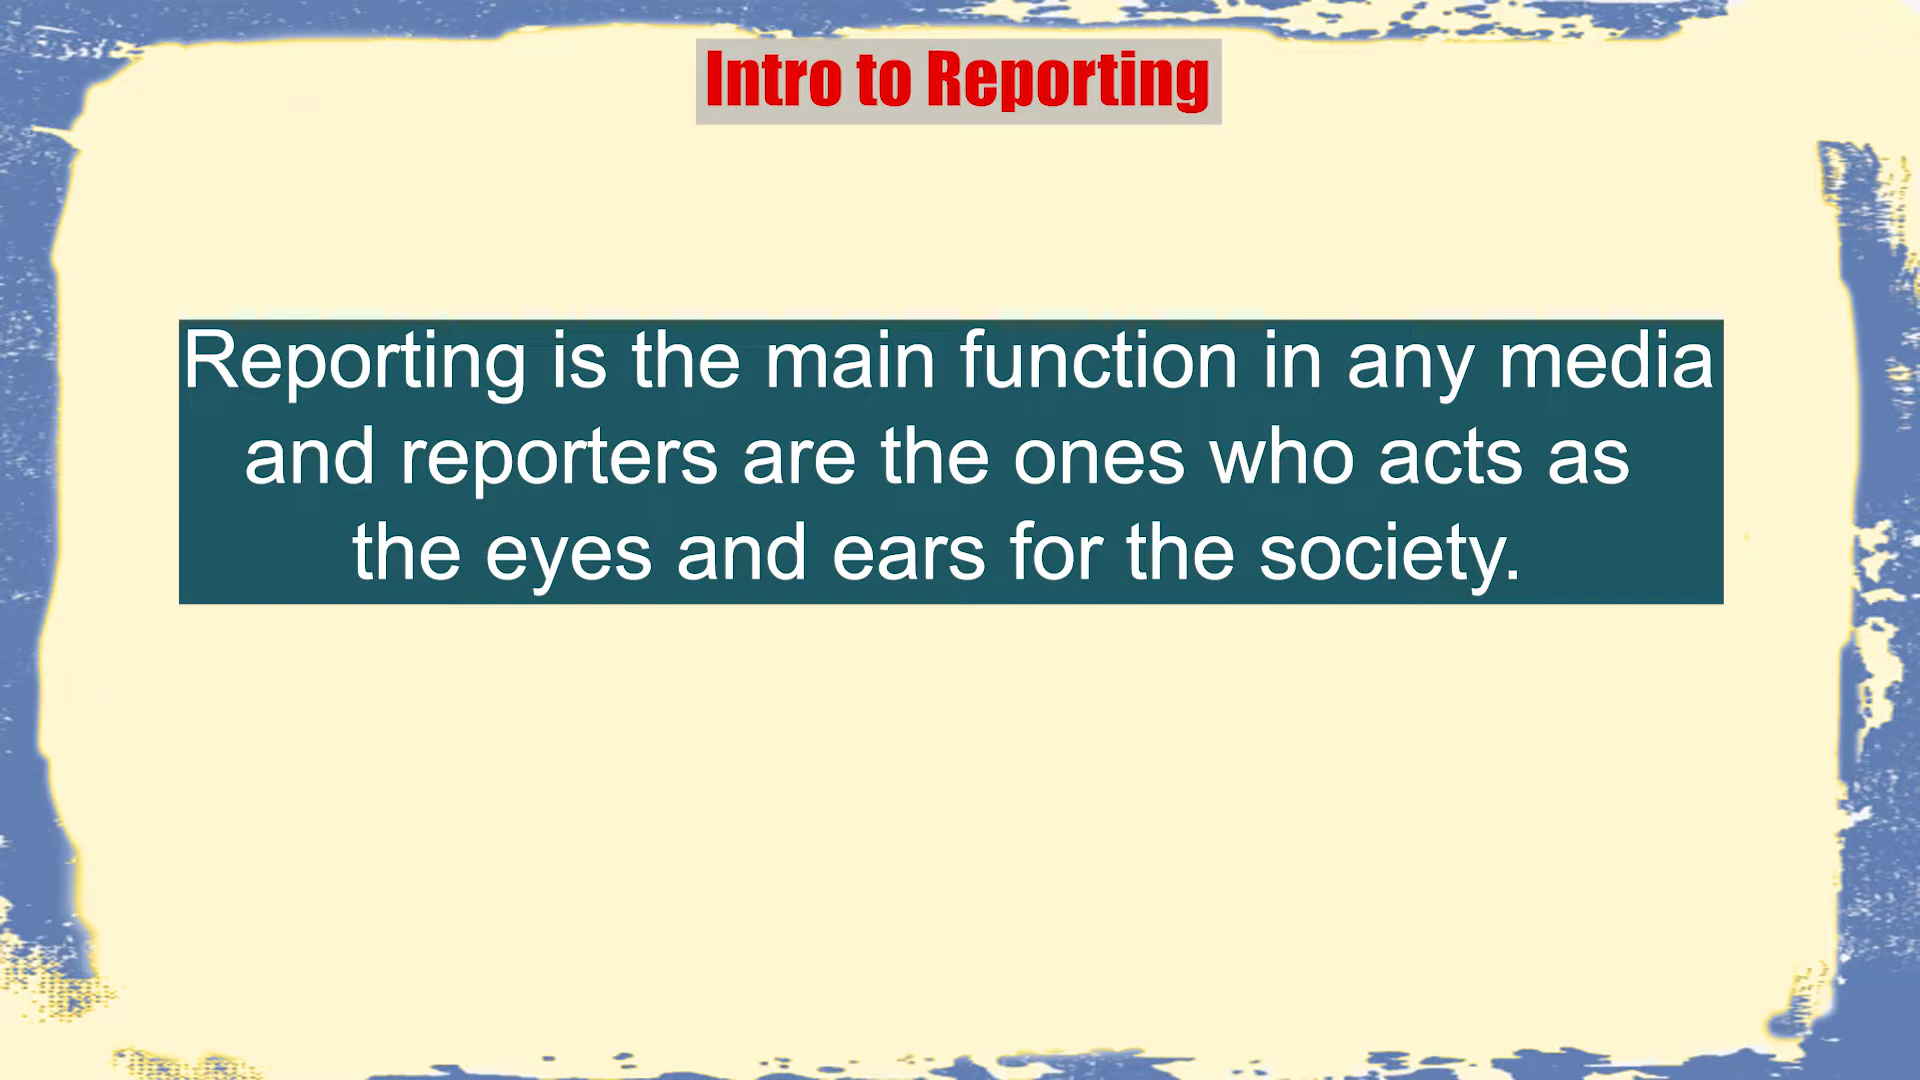 Intro to Reporting
Reporting is the main function in any media
and reporters are the ones who acts as
the eyes and ears for the society.